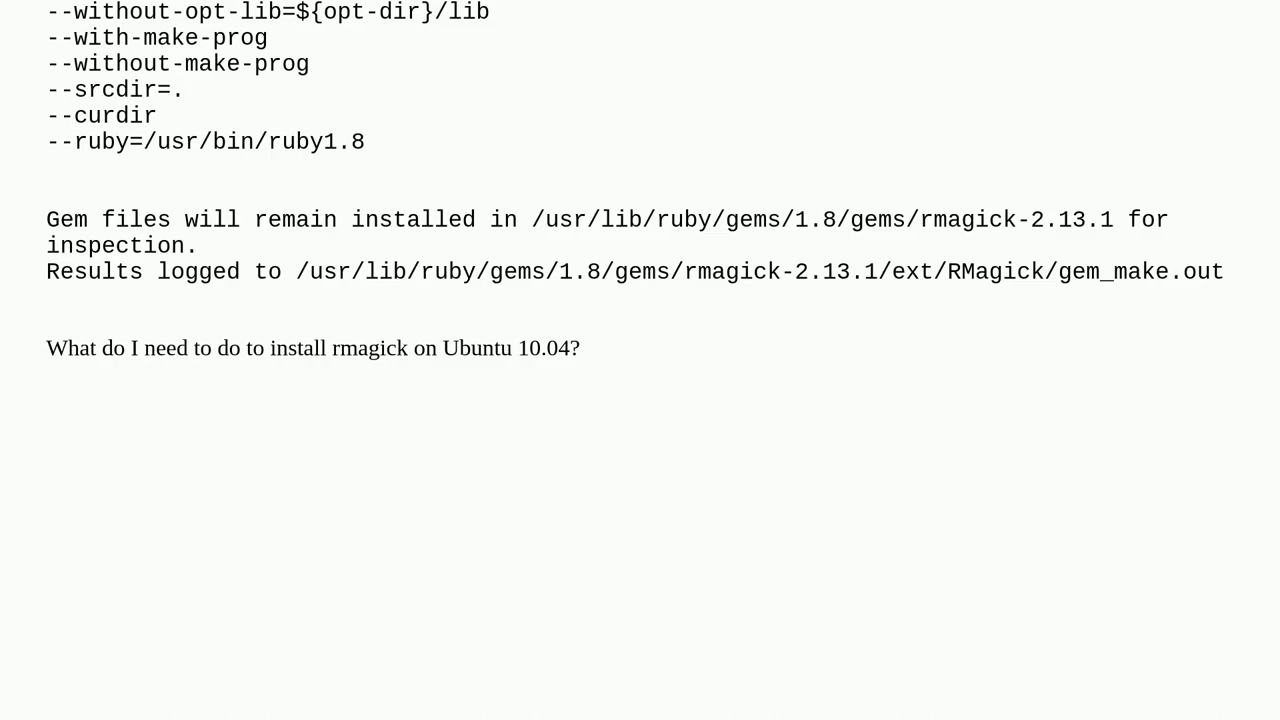 --without-opt-lib=${opt-dir}/lib
--with-make-prog
--without-make-prog
--srcdir=.
--curdir
--ruby=/usr/bin/ruby1.8
Gem files will remain installed in /usr/lib/ruby/gems/1.8/gems/rmagick-2.13.1 for
inspection.
Results logged to /usr/lib/ruby/gems/1.8/gems/rmagick-2.13.1/ext/RMagick/gem_make.out
What do I need to do to install rmagick on Ubuntu 10.04?